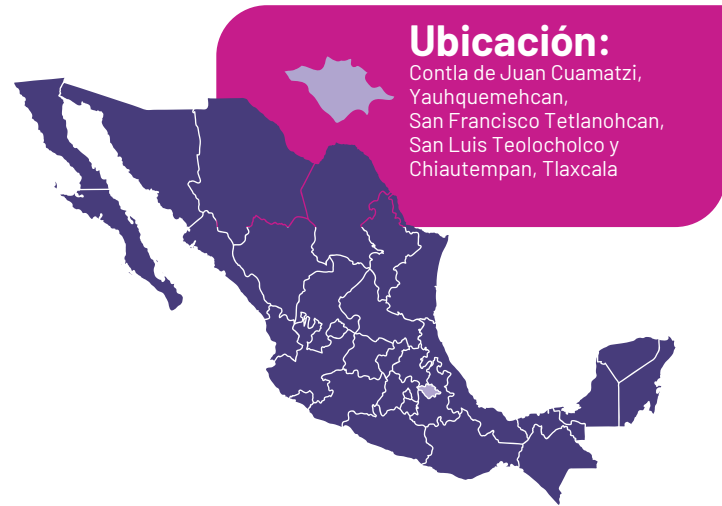 Ubicación:
Contla de Juan Cuamatzi,
Yauhquemehcan,
San Francisco Tetlanohcan,
San Luis Teolocholco y
Chiautempan, Tlaxcala